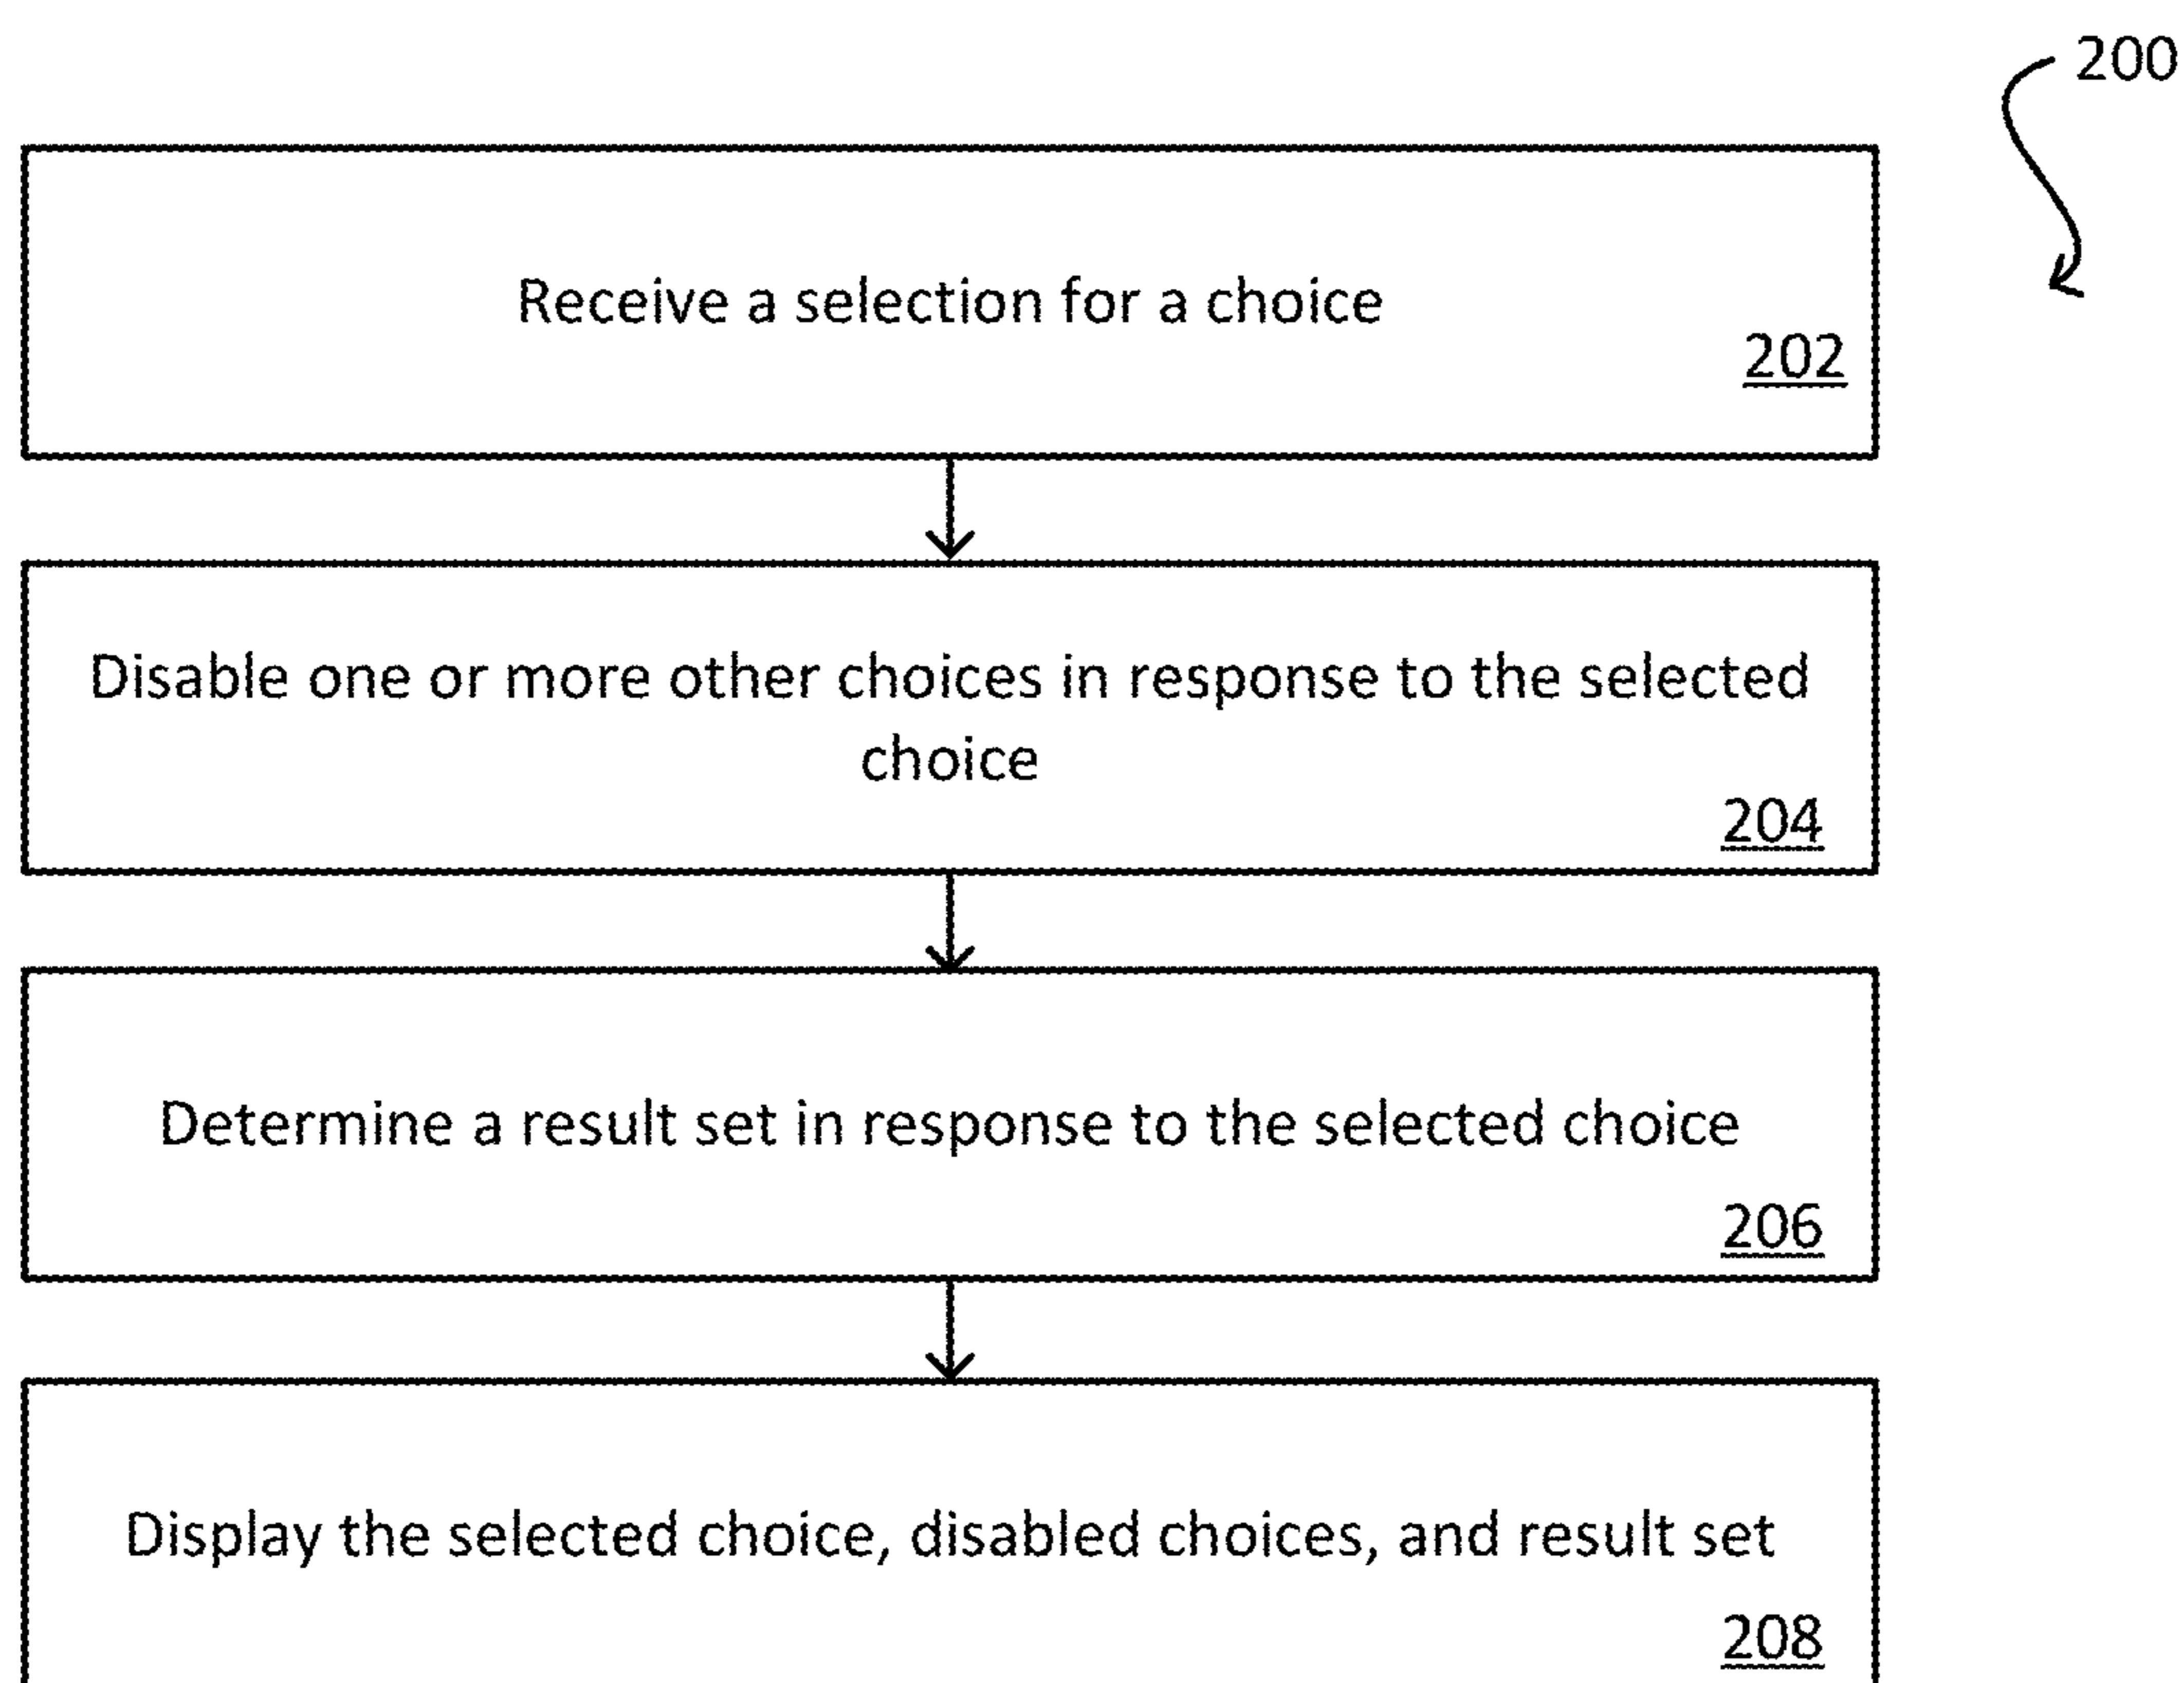 200
Receive a selection for a choice
202
Disable one or more other choices in response to the selected
choice
204
Determine a result set in response to the selected choice
206
Display the selected choice, disabled choices, and result set
208